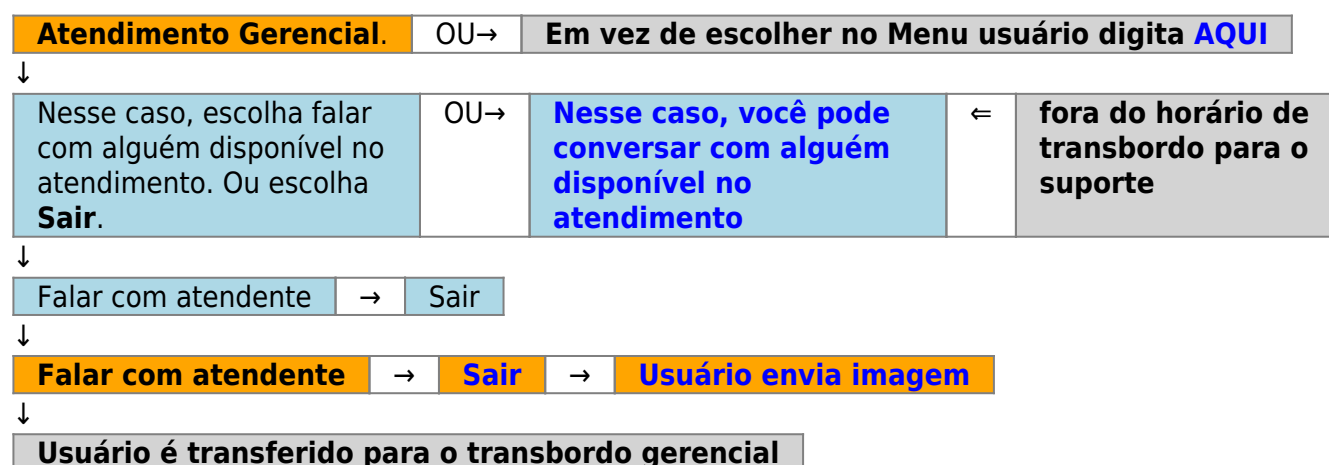 Atendimento Gerencial. OU→ Em vez de escolher no Menu usuário digita AQUI
↓
Nesse caso, escolha falar
com alguém disponível no
atendimento. Ou escolha
Sair.
OU→
Nesse caso, você pode
conversar com alguém
disponível no
atendimento
⇐
fora do horário de
transbordo para o
suporte
↓
Falar com atendente → Sair
↓
Falar com atendente → Sair → Usuário envia imagem
↓
Usuário é transferido para o transbordo gerencial